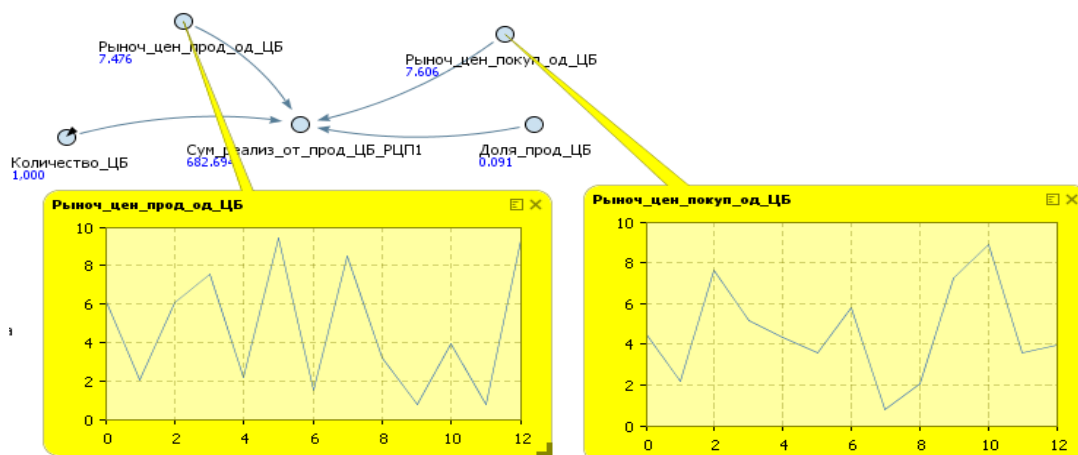 Рыноч_цен_прод_од_ЦБ
7.476
Рыноч_цен_покуп_од_ЦБ
7.606
Количество_ЦБ
1,000
Сум_реализ_от_прод_ЦБ_РЦП1
682.694
Доля_прод_ЦБ
0.091
Рыноч_цен_прод_од_ЦБ
10
8
6
4
2
0
0 2 4 6 8 10 12
Рыноч_цен_покуп_од_ЦБ
10
8
6
4
2
0
0 2 4 6 8 10 12
а